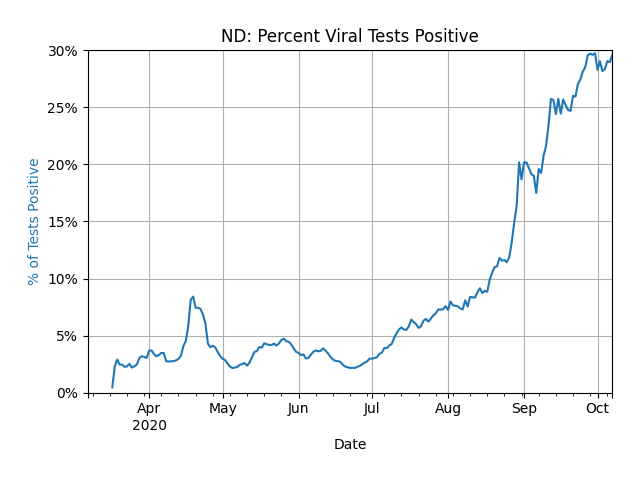 ND: Percent Viral Tests Positive
30%
25%
20%
15%
10%
5%
0%
% of Tests Positive
Apr
2020
May
Jun
Jul
Aug
Sep
Oct
Date